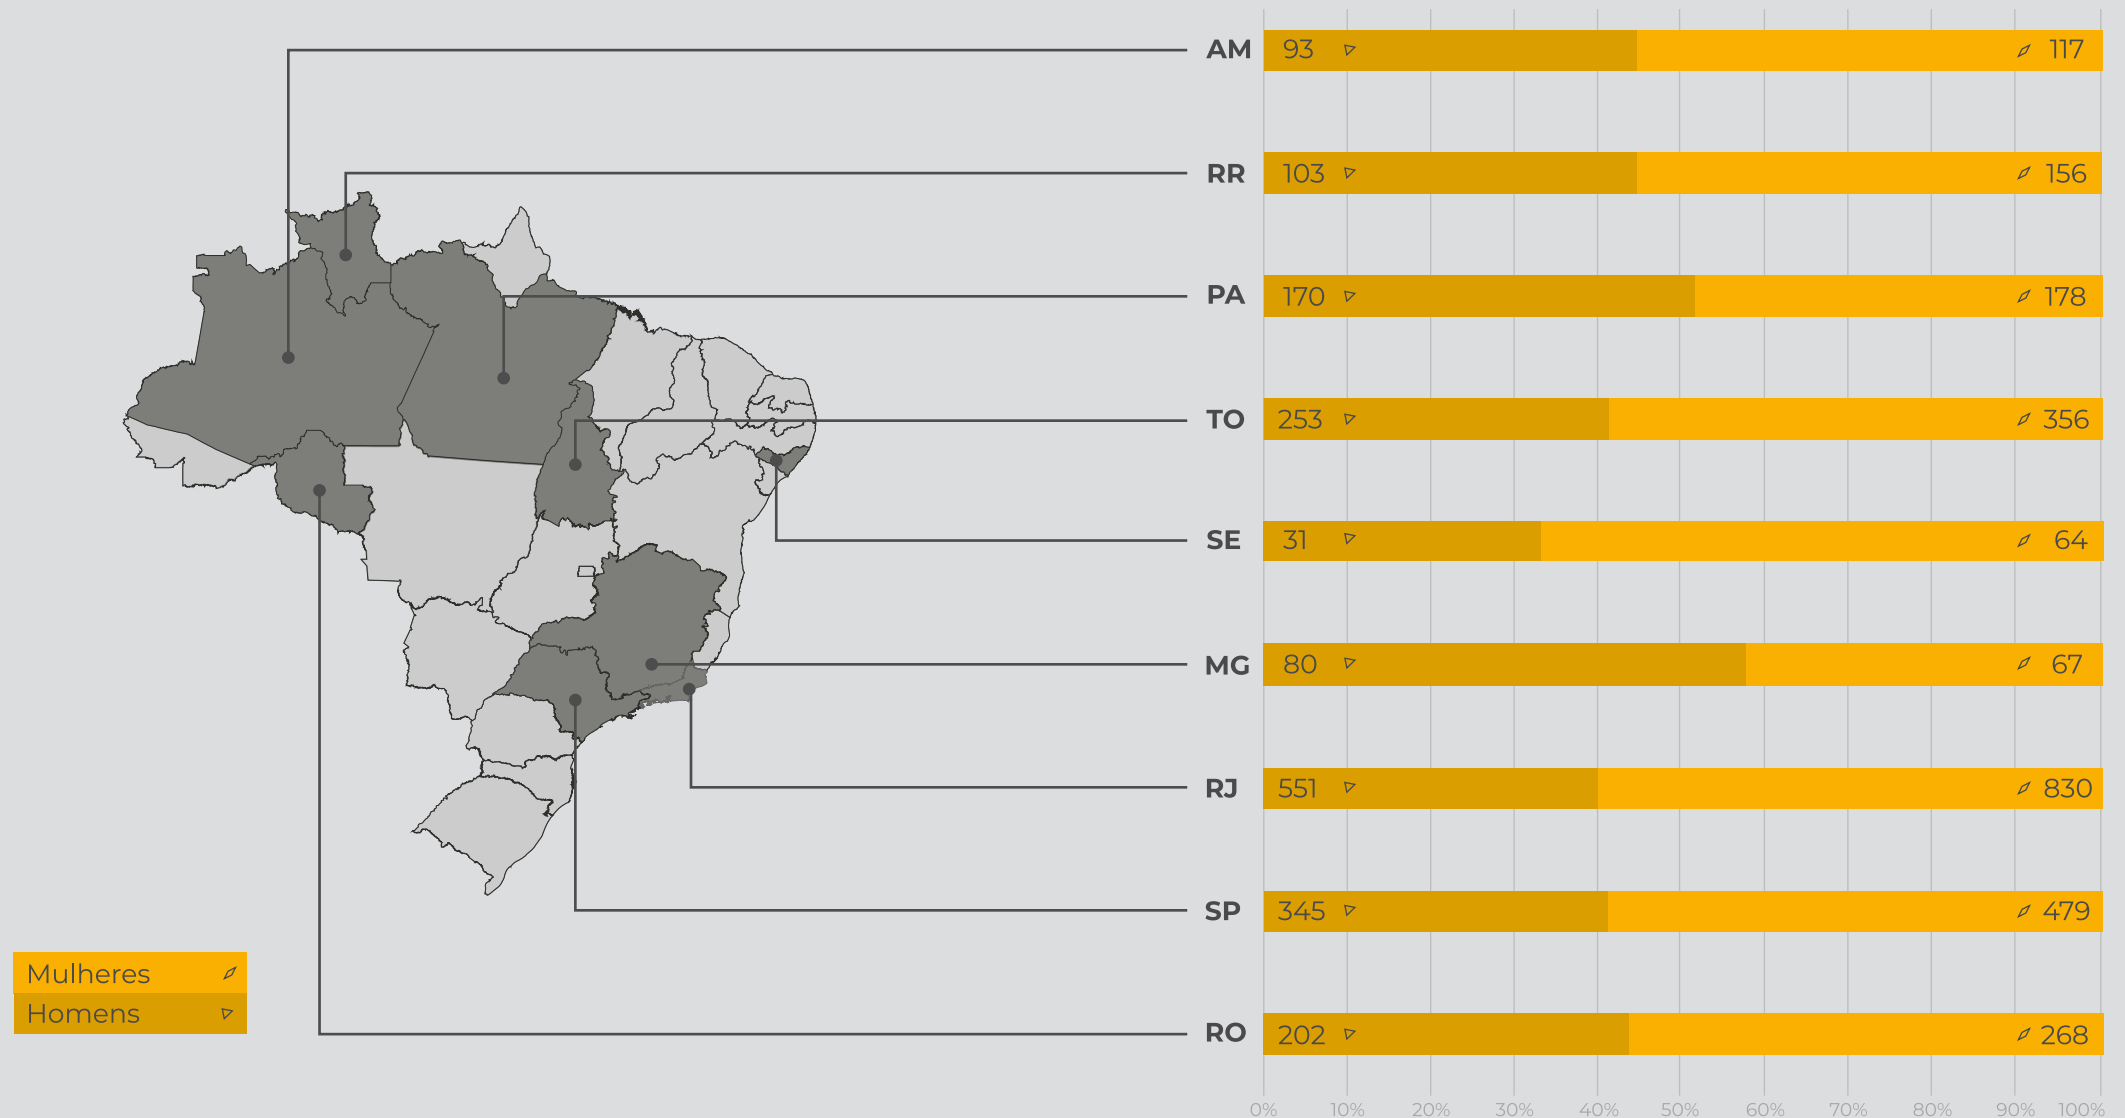 AM 93 117
RR 103 156
PA 170 178
TO 253 356
SE 31 64
MG 80 67
RJ 551 830
SP 345 479
RO 202 268
Mulheres
Homens
0% 10% 20% 30% 40% 50% 60% 70% 80% 90% 100%